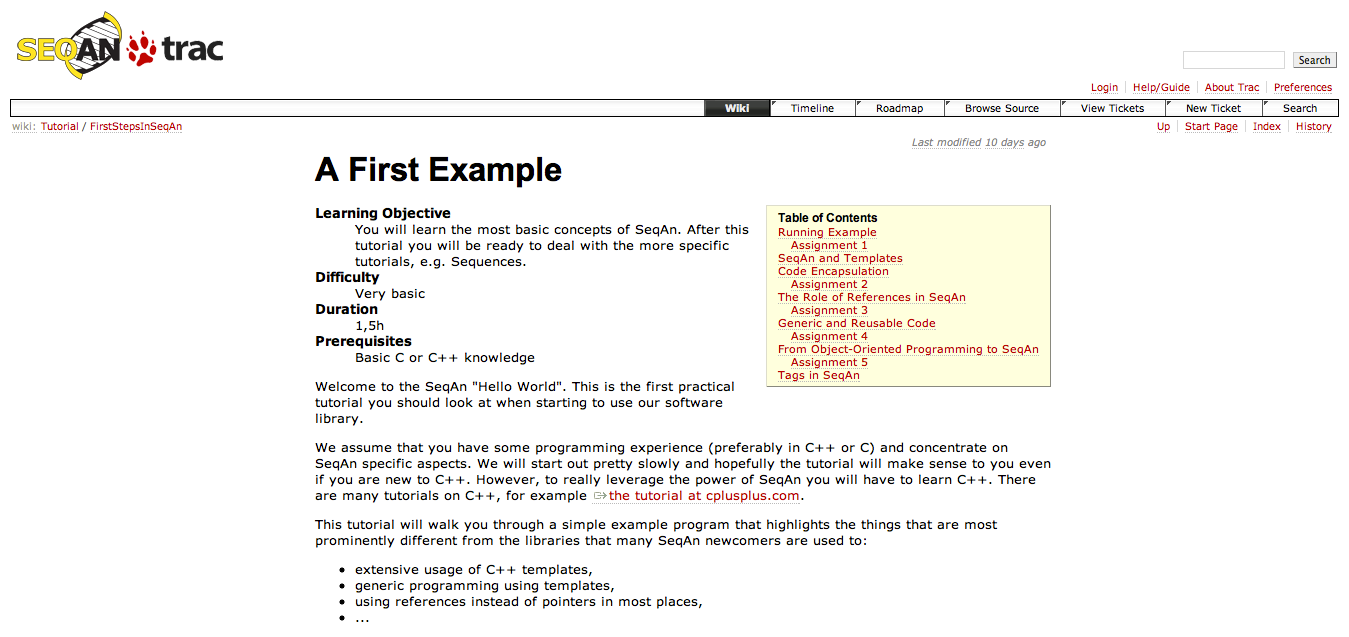 SEQAN trac
Search
Login Help/Guide About Trac Preferences
Wiki Timeline Roadmap Browse Source View Tickets New Ticket Search
wiki: Tutorial / FirstStepsInSeqAn
Up Start Page Index History
Last modified 10 days ago
A First Example
Learning Objective
You will learn the most basic concepts of SeqAn. After this
tutorial you will be ready to deal with the more specific
tutorials, e.g. Sequences.
Difficulty
Very basic
Duration
1,5h
Prerequisites
Basic C or C++ knowledge
Table of Contents
Running Example
Assignment 1
SeqAn and Templates
Code Encapsulation
Assignment 2
The Role of References in SeqAn
Assignment 3
Generic and Reusable Code
Assignment 4
From Object-Oriented Programming to SeqAn
Assignment 5
Tags in SeqAn
Welcome to the SeqAn "Hello World". This is the first practical
tutorial you should look at when starting to use our software
library.
We assume that you have some programming experience (preferably in C++ or C) and concentrate on
SeqAn specific aspects. We will start out pretty slowly and hopefully the tutorial will make sense to you even
if you are new to C++. However, to really leverage the power of SeqAn you will have to learn C++. There
are many tutorials on C++, for example the tutorial at cplusplus.com.
This tutorial will walk you through a simple example program that highlights the things that are most
prominently different from the libraries that many SeqAn newcomers are used to:
• extensive usage of C++ templates,
• generic programming using templates,
• using references instead of pointers in most places,
• ...